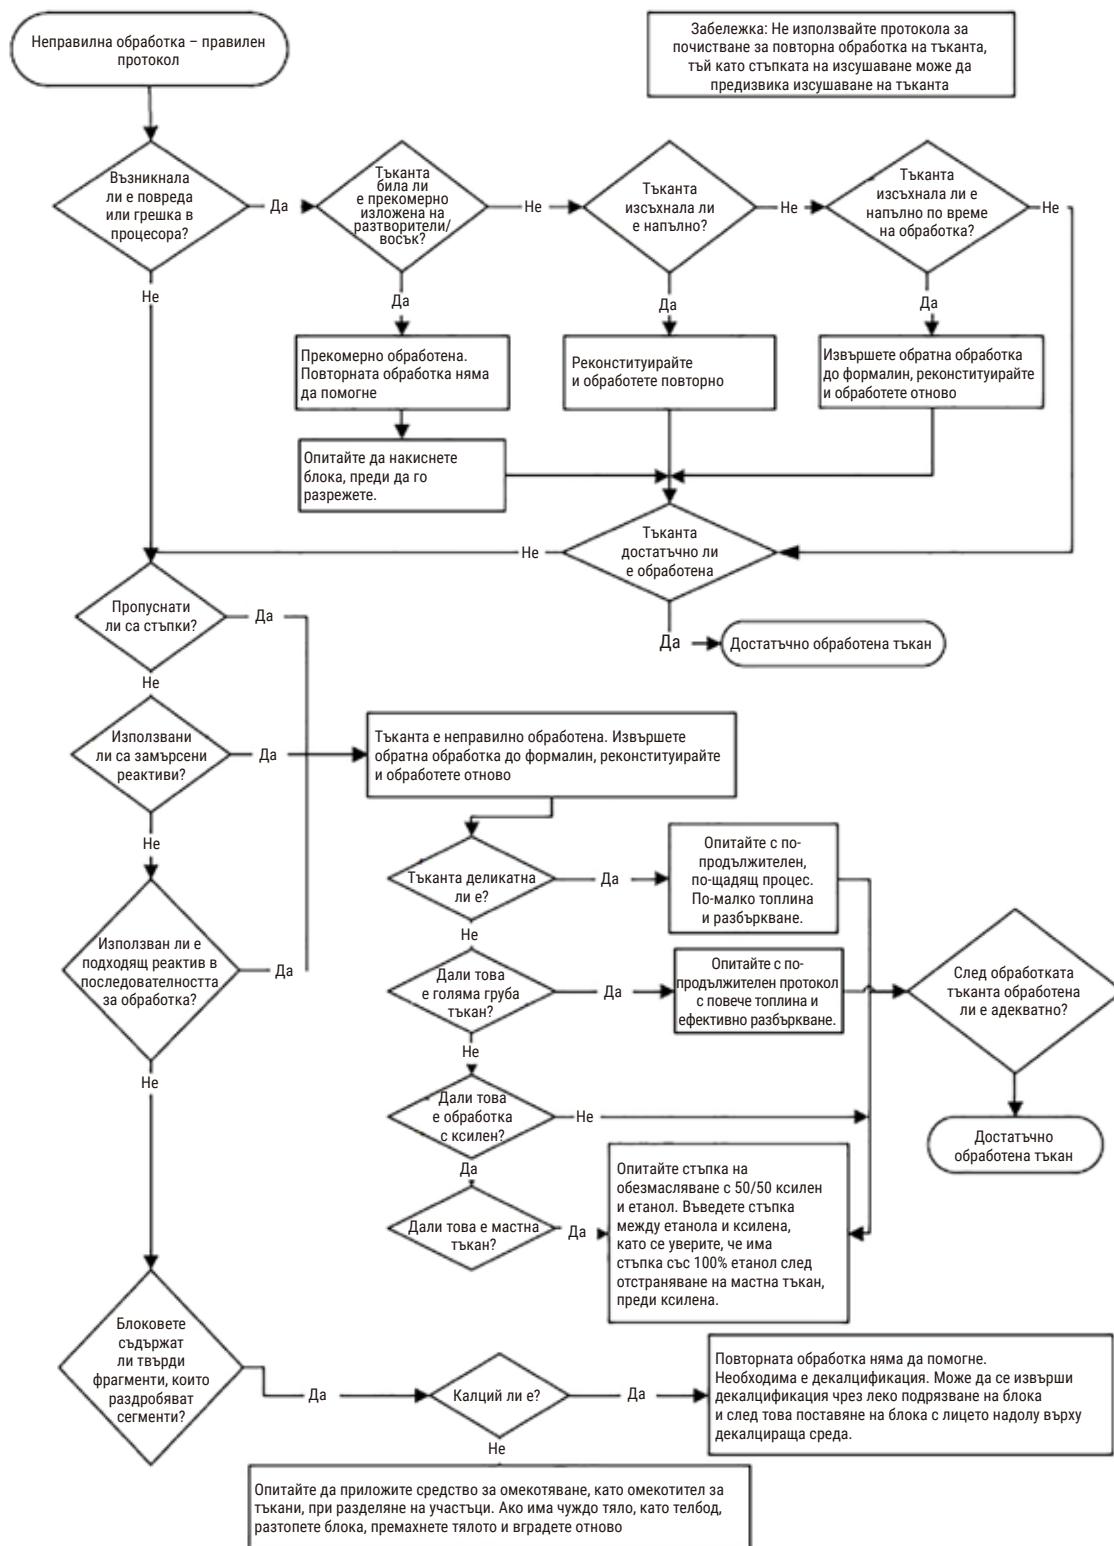 Неправилна обработка – правилен
протокол
Забележка: Не използвайте протокола за
почистване за повторна обработка на тъканта,
тъй като стъпката на изсушаване може да
предизвика изсушаване на тъканта
Възникнала
ли е повреда
или грешка в
процесора?
Да
Тъканта
била ли
е прекомерно
изложена на
разтворители/
восък?
Не
Тъканта
изсъхнала ли
е напълно?
Не
Тъканта
изсъхнала ли е
напълно по време
на обработка?
Не
Не
Да
Да
Да
Прекомерно обработена.
Повторната обработка няма
да помогне
Реконституирайте
и обработете повторно
Извършете обратна обработка
до формалин, реконституирайте
и обработете отново
Опитайте да накиснете
блока, преди да го
разрежете.
Тъканта
достатъчно ли
е обработена
Не
Да
Достатъчно обработена тъкан
Пропуснати
ли са стъпки?
Да
Не
Използвани
ли са замърсени
реактиви?
Да
Тъканта е неправилно обработена. Извършете
обратна обработка до формалин, реконституирайте
и обработете отново
Не
Използван ли е
подходящ реактив в
последователността
за обработка?
Да
Не
Тъканта деликатна
ли е?
Да
Опитайте с по-
продължителен,
по-щадящ процес.
По-малко топлина
и разбъркване.
Не
Дали това
е голяма груба
тъкан?
Да
Опитайте с по-
продължителен протокол
с повече топлина и
ефективно разбъркване.
След обработката
тъканта обработена
ли е адекватно?
Не
Дали това
е обработка
с ксилен?
Не
Достатъчно
обработена тъкан
Да
Дали това е мастна
тъкан?
Да
Опитайте стъпка на
обезмасляване с 50/50 ксилен
и етанол. Въведете стъпка
между етанола и ксилена,
като се уверите, че има
стъпка със 100% етанол след
отстраняване на мастна тъкан,
преди ксилена.
Блоковете
съдържат
ли твърди
фрагменти, които
раздробяват
сегменти?
Да
Калций ли е?
Да
Повторната обработка няма да помогне.
Необходима е декалцификация. Може да се извърши
декалцификация чрез леко подрязване на блока
и след това поставяне на блока с лицето надолу върху
декалцираща среда.
Не
Опитайте да приложите средство за омекотяване, като омекотител за
тъкани, при разделяне на участъци. Ако има чуждо тяло, като телбод,
разтопете блока, премахнете тялото и вградете отново